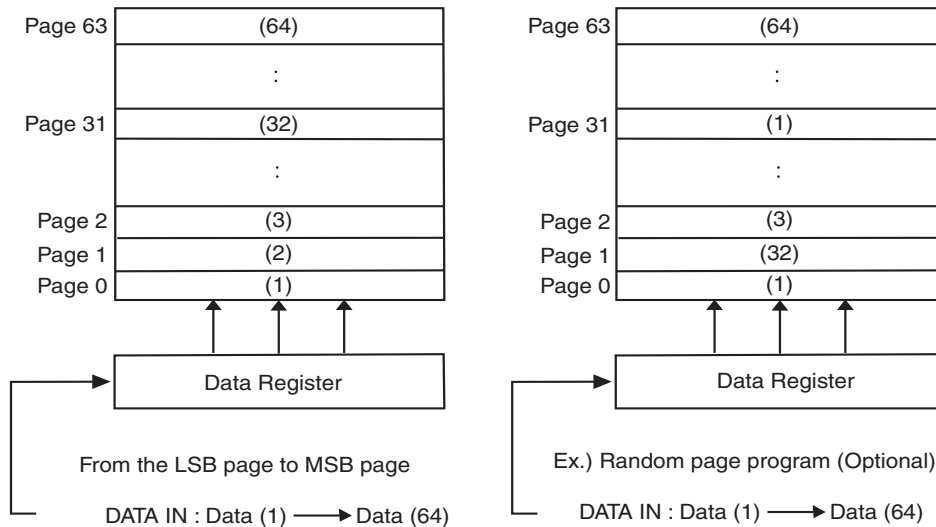 Page 63 (64)
:
Page 31 (32)
:
Page 2 (3)
Page 1 (2)
Page 0 (1)
Data Register
From the LSB page to MSB page
DATA IN : Data (1) Data (64)
Page 63 (64)
:
Page 31 (1)
:
Page 2 (3)
Page 1 (32)
Page 0 (1)
Data Register
Ex.) Random page program (Optional)
DATA IN : Data (1) Data (64)